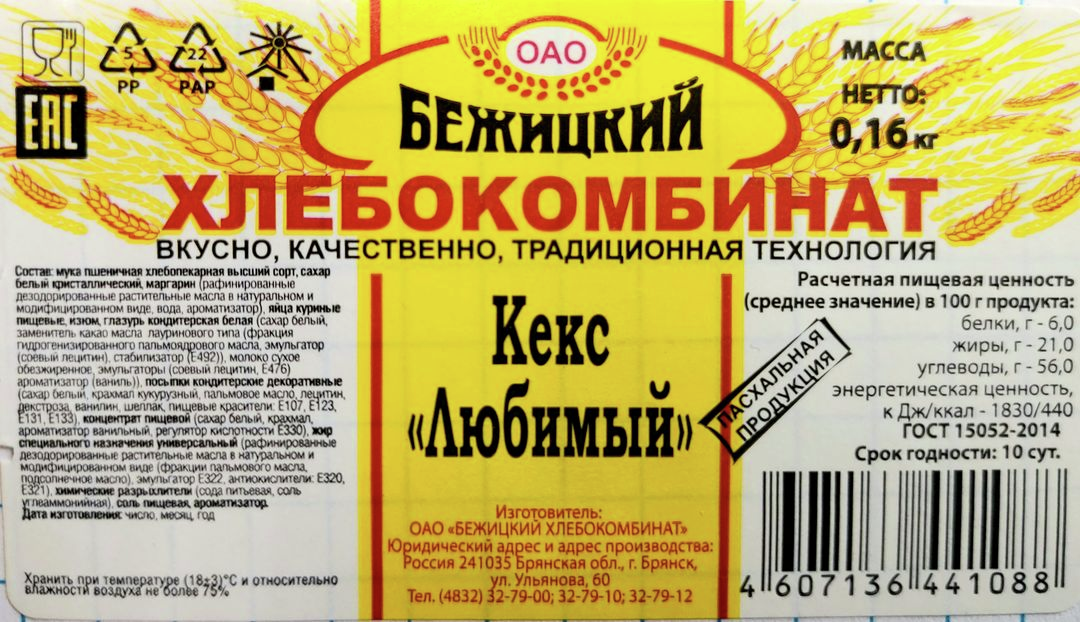 5
PP
22
PAP
EAC
ОАО
БЕЖИЦКИЙ
ХЛЕБОКОМБИНАТ
ВКУСНО, КАЧЕСТВЕННО, ТРАДИЦИОННАЯ ТЕХНОЛОГИЯ
МАССА
НЕТТО:
0,16 кг
Состав: мука пшеничная хлебопекарная высший сорт, сахар
белый кристаллический, маргарин (рафинированные
дезодорированные растительные масла в натуральном и
модифицированном виде, вода, ароматизатор), яйца куриные
пищевые, изюм, глазурь кондитерская белая (сахар белый,
заменитель какао масла лауринового типа (фракция
гидрогенизированного пальмоядрового масла, эмульгатор
(соевый лецитин), стабилизатор (Е492)), молоко сухое
обезжиренное, эмульгаторы (соевый лецитин, Е476)
ароматизатор (ваниль)), посыпки кондитерские декоративные
(сахар белый, крахмал кукурузный, пальмовое масло, лецитин,
декстроза, ванилин, шеллак, пищевые красители: Е107, Е123,
Е131, Е133), концентрат пищевой (сахар белый, крахмал,
ароматизатор ванильный, регулятор кислотности Е330), жир
специального назначения универсальный (рафинированные
дезодорированные растительные масла в натуральном и
модифицированном виде (фракции пальмового масла,
подсолнечное масло), эмульгатор Е322, антиокислители: Е320,
Е321), химические разрыхлители (сода питьевая, соль
углеаммонийная), соль пищевая, ароматизатор.
Дата изготовления: число, месяц, год
Хранить при температуре (18±3)°С и относительно
влажности воздуха не более 75%
Кекс
«Любимый»
ПАСХАЛЬНАЯ
ПРОДУКЦИЯ
Изготовитель:
ОАО «БЕЖИЦКИЙ ХЛЕБОКОМБИНАТ»
Юридический адрес и адрес производства:
Россия 241035 Брянская обл., г. Брянск,
ул. Ульянова, 60
Тел. (4832) 32-79-00; 32-79-10; 32-79-12
Расчетная пищевая ценность
(среднее значение) в 100 г продукта:
белки, г - 6,0
жиры, г - 21,0
углеводы, г - 56,0
энергетическая ценность,
к Дж/ккал - 1830/440
ГОСТ 15052-2014
Срок годности: 10 сут.
4 607136 441088